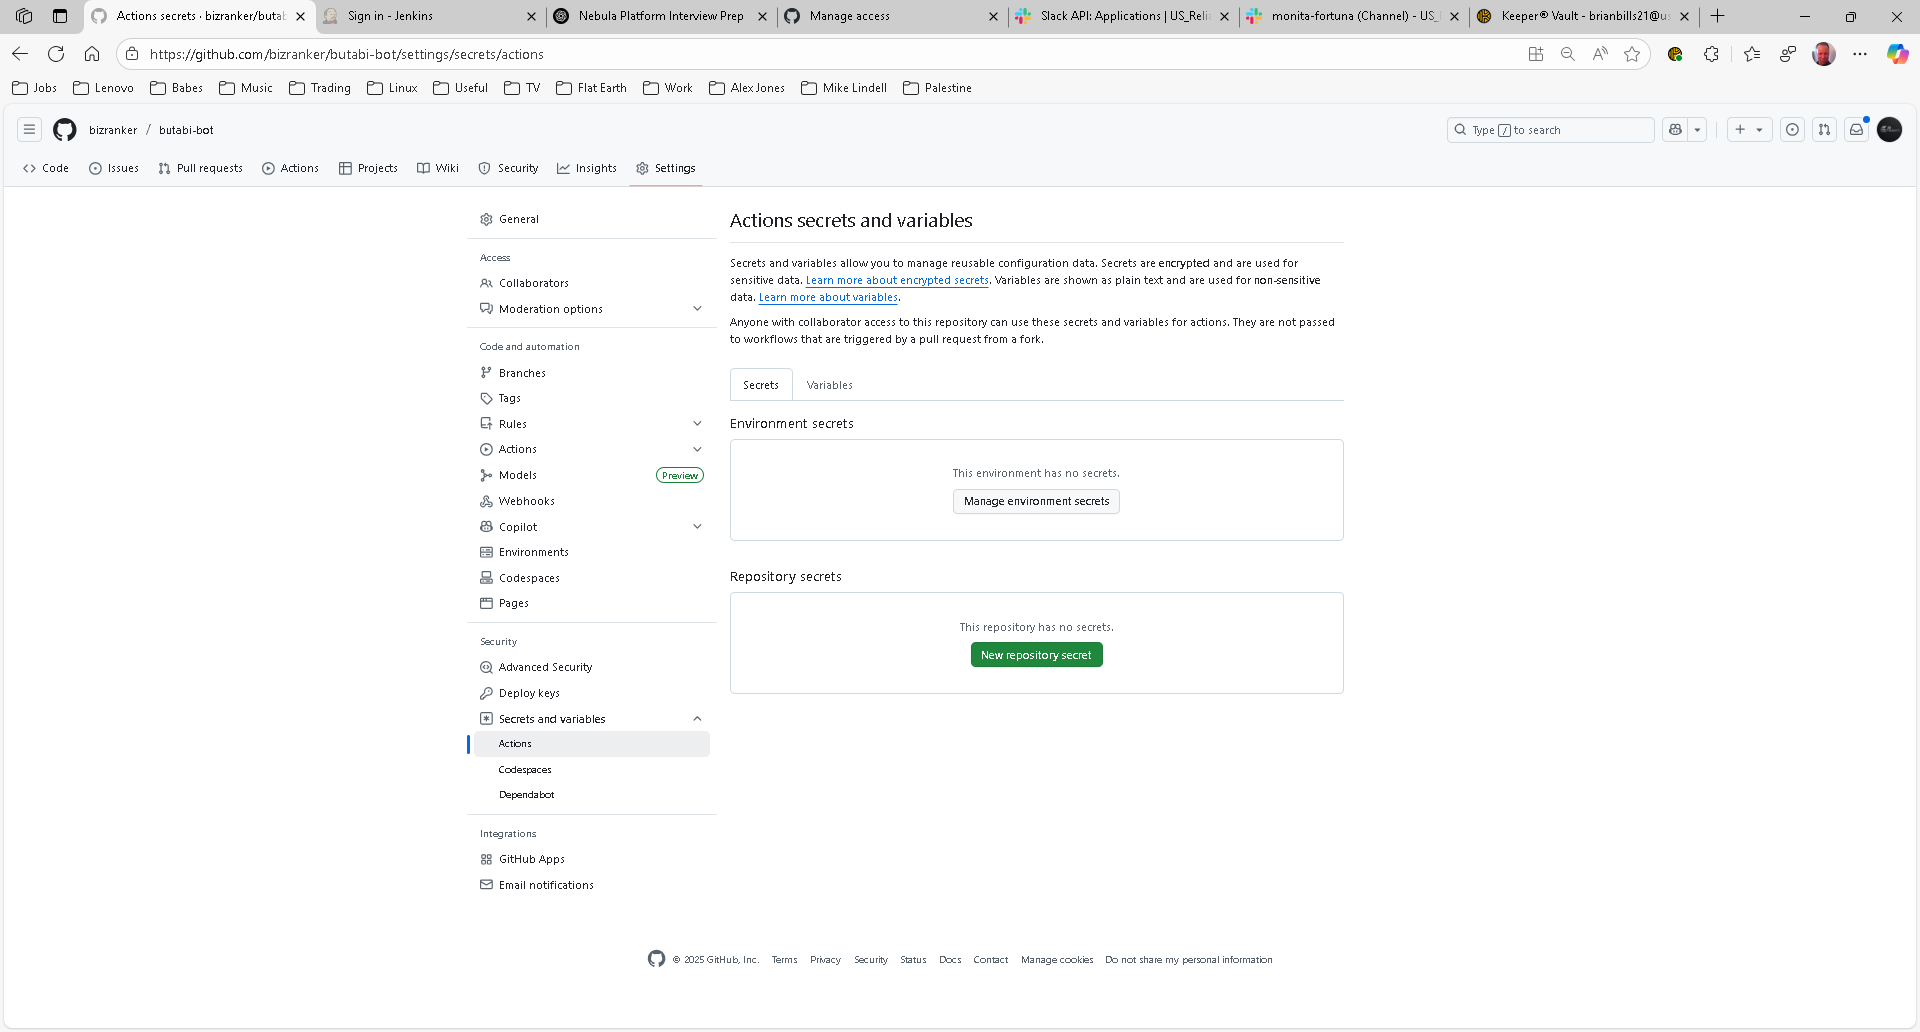 Actions secrets · bizranker/butab
Sign in - Jenkins
Nebula Platform Interview Prep
Manage access
Slack API: Applications | US_Reli
monita-fortuna (Channel) - US_
Keeper® Vault - brianbills21@us
https://github.com/bizranker/butabi-bot/settings/secrets/actions
Jobs Lenovo Babes Music Trading Linux Useful TV Flat Earth Work Alex Jones Mike Lindell Palestine
bizranker / butabi-bot
Type / to search
Code Issues Pull requests Actions Projects Wiki Security Insights Settings
General
Access
Collaborators
Moderation options
Code and automation
Branches
Tags
Rules
Actions
Models Preview
Webhooks
Copilot
Environments
Codespaces
Pages
Security
Advanced Security
Deploy keys
Secrets and variables
Actions
Codespaces
Dependabot
Integrations
GitHub Apps
Email notifications
Actions secrets and variables
Secrets and variables allow you to manage reusable configuration data. Secrets are encrypted and are used for
sensitive data. Learn more about encrypted secrets. Variables are shown as plain text and are used for non-sensitive
data. Learn more about variables.
Anyone with collaborator access to this repository can use these secrets and variables for actions. They are not passed
to workflows that are triggered by a pull request from a fork.
Secrets Variables
Environment secrets
This environment has no secrets.
Manage environment secrets
Repository secrets
This repository has no secrets.
New repository secret
© 2025 GitHub, Inc. Terms Privacy Security Status Docs Contact Manage cookies Do not share my personal information